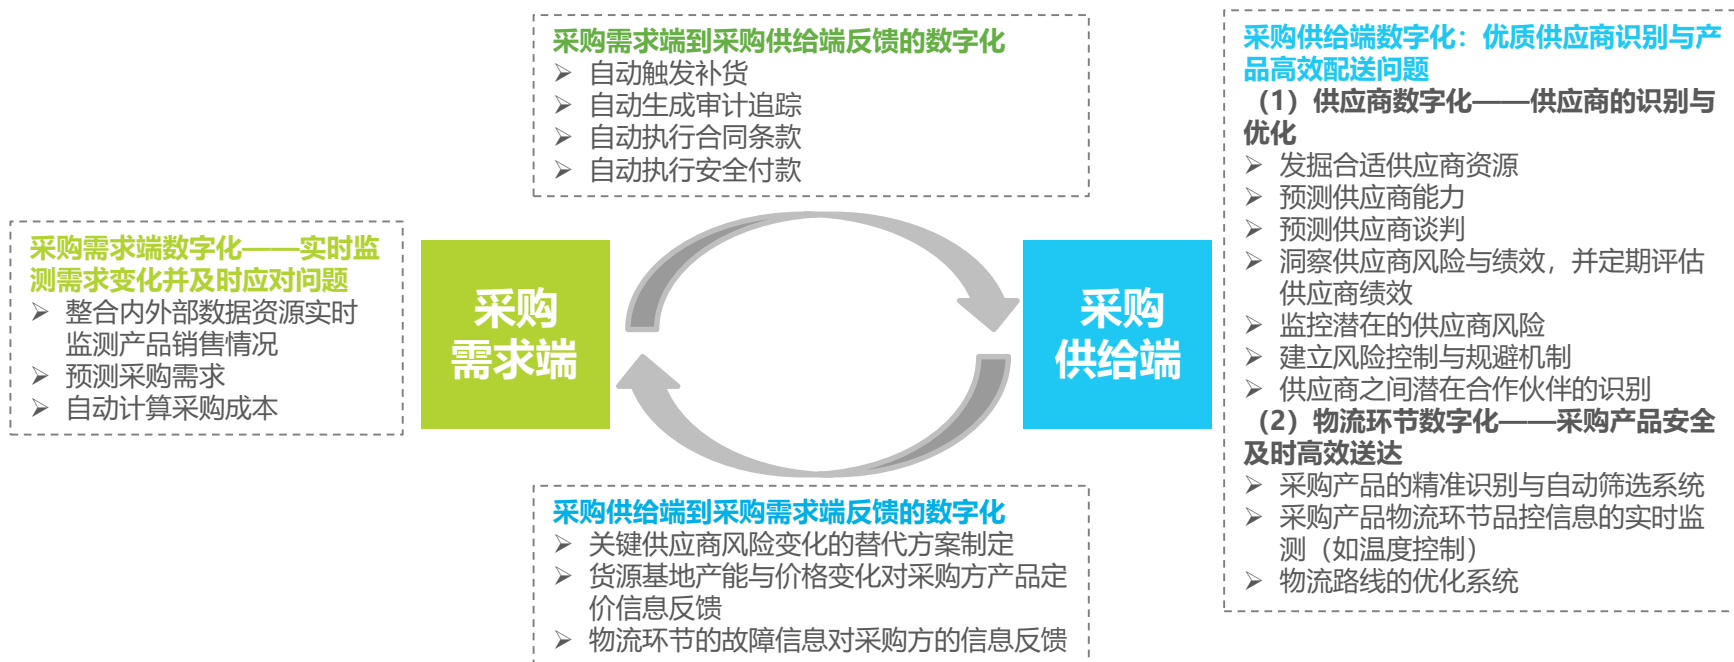 采购需求端到采购供给端反馈的数字化
➢ 自动触发补货
➢ 自动生成审计追踪
➢ 自动执行合同条款
➢ 自动执行安全付款
采购需求端数字化——实时监
测需求变化并及时应对问题
➢ 整合内外部数据资源实时
监测产品销售情况
➢ 预测采购需求
➢ 自动计算采购成本
采购
需求端
采购
供给端
采购供给端到采购需求端反馈的数字化
➢ 关键供应商风险变化的替代方案制定
➢ 货源基地产能与价格变化对采购方产品定
价信息反馈
➢ 物流环节的故障信息对采购方的信息反馈
采购供给端数字化：优质供应商识别与产
品高效配送问题
（1）供应商数字化——供应商的识别与
优化
➢ 发掘合适供应商资源
➢ 预测供应商能力
➢ 预测供应商谈判
➢ 洞察供应商风险与绩效，并定期评估
供应商绩效
➢ 监控潜在的供应商风险
➢ 建立风险控制与规避机制
➢ 供应商之间潜在合作伙伴的识别
（2）物流环节数字化——采购产品安全
及时高效送达
➢ 采购产品的精准识别与自动筛选系统
➢ 采购产品物流环节品控信息的实时监
测（如温度控制）
➢ 物流路线的优化系统